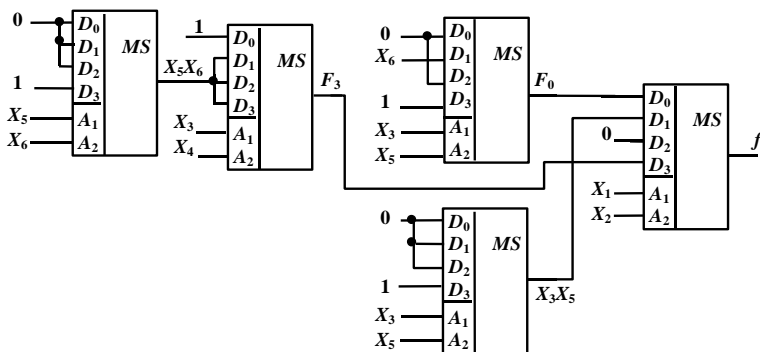 0 D₀ D₁ MS D₂ 1 D₃ X₅ A₁ X₆ A₂
X₅X₆
1 D₀ D₁ MS D₂ D₃ X₃ A₁ X₄ A₂
F₃
0 D₀ X₆ D₁ MS D₂ 1 D₃ X₃ A₁ X₅ A₂
F₀
0 D₀ D₁ MS D₂ 1 D₃ X₃ A₁ X₅ A₂
X₃X₅
D₀ D₁ MS 0 D₂ D₃ X₁ A₁ X₂ A₂
f